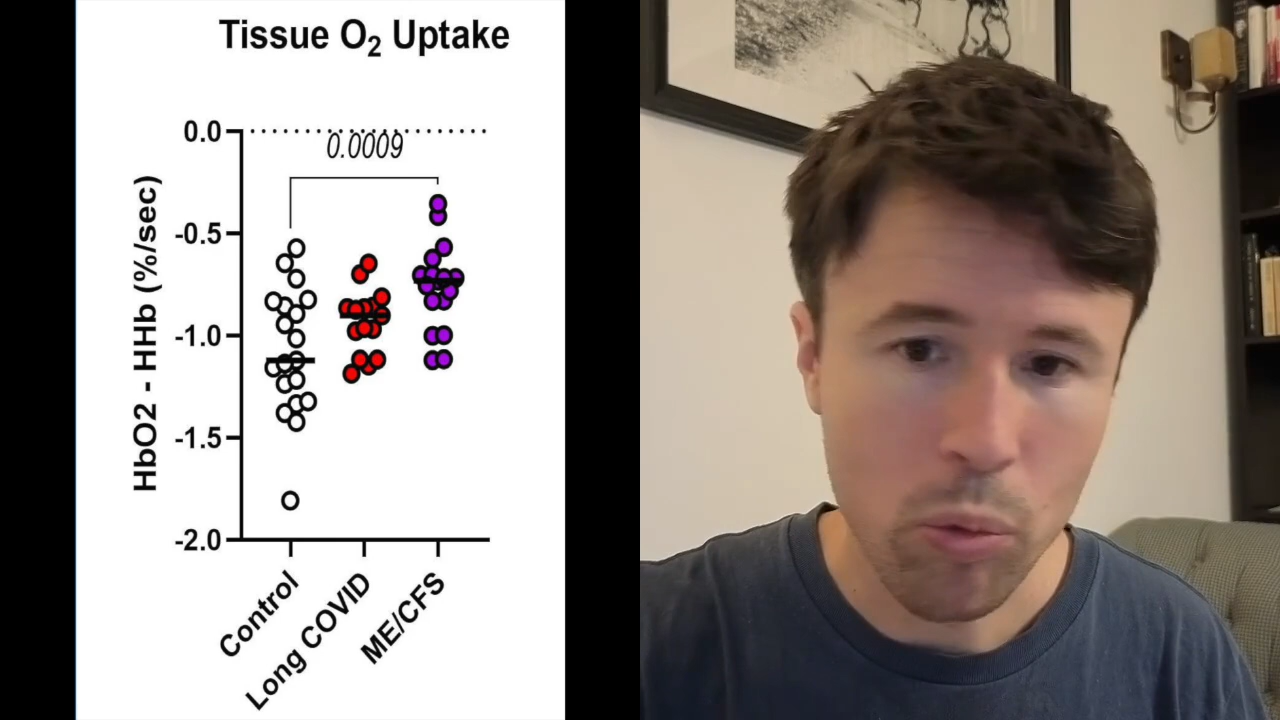 Tissue O₂ Uptake
0.0
0.0009
-0.5
-1.0
-1.5
-2.0
HbO2 - HHb (%/sec)
Control
Long COVID
ME/CFS